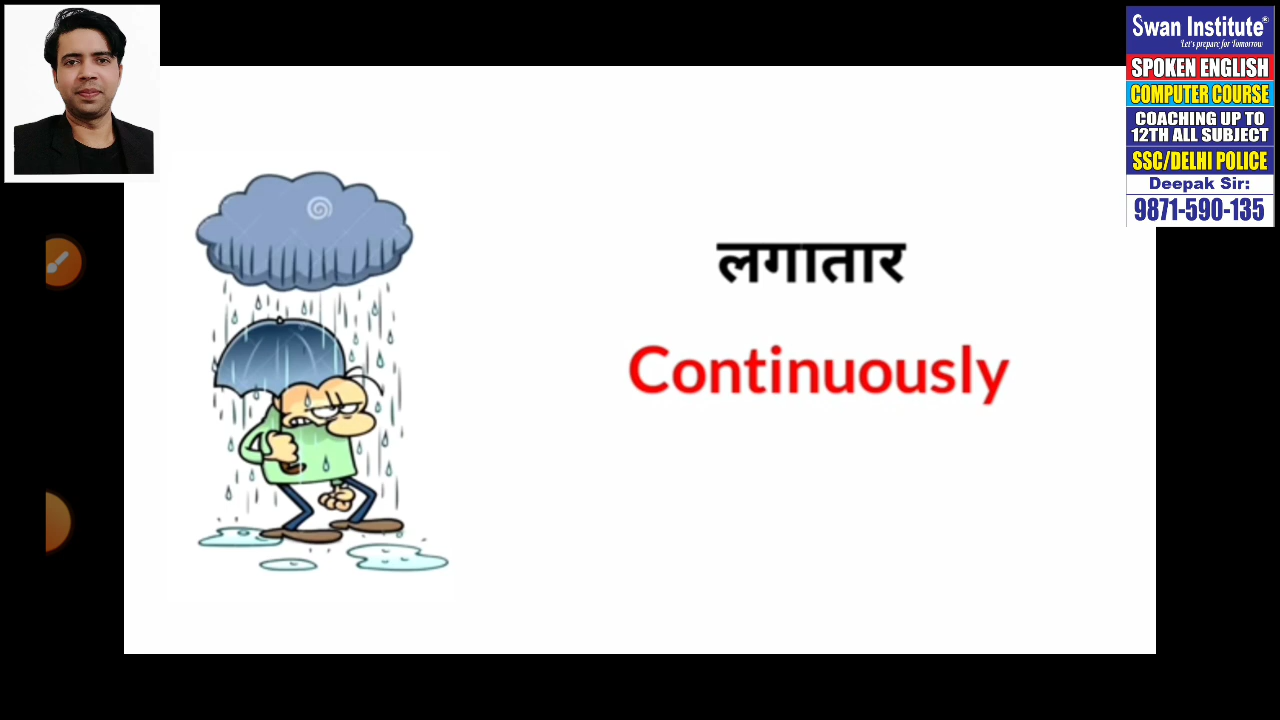 Swan Institute®
"Let's prepare for Tomorrow
SPOKEN ENGLISH
COMPUTER COURSE
COACHING UP TO
12TH ALL SUBJECT
SSC/DELHI POLICE
Deepak Sir:
9871-590-135
लगातार
Continuously